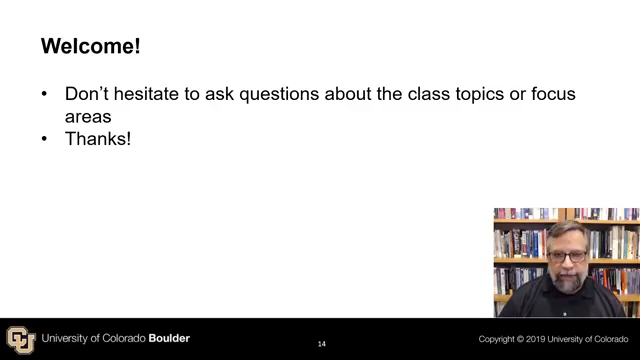 Welcome!
• Don't hesitate to ask questions about the class topics or focus
areas
• Thanks!
CU
University of Colorado Boulder
14
Copyright © 2019 University of Colorado